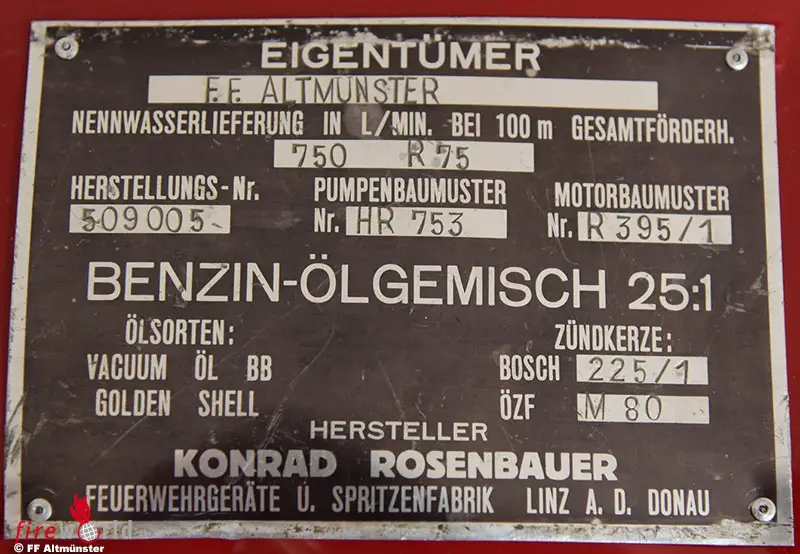 EIGENTÜMER
F.F. ALTMÜNSTER
NENNWASSERLIEFERUNG IN L/MIN. BEI 100 m GESAMTFÖRDERH.
750 R 75
HERSTELLUNGS-Nr. PUMPENBAUMUSTER MOTORBAUMUSTER
509005 Nr. HR 753 Nr. R 395/1
BENZIN-ÖLGEMISCH 25:1
ÖLSORTEN: ZÜNDKERZE:
VACUUM ÖL BB BOSCH 225/1
GOLDEN SHELL ÖZF M 80
HERSTELLER
KONRAD ROSENBAUER
FEUERWEHRGERÄTE U. SPRITZENFABRIK LINZ A. D. DONAU
fireworld
© FF Altmünster